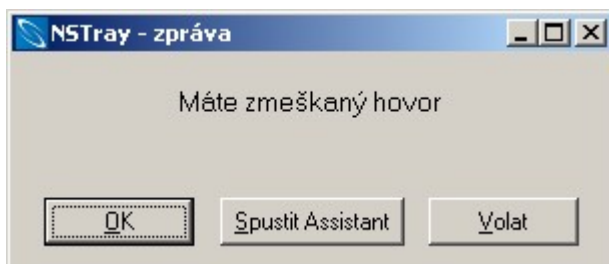 NSTray - zpráva
Máte zmeškaný hovor
OK
Spustit Assistant
Volat